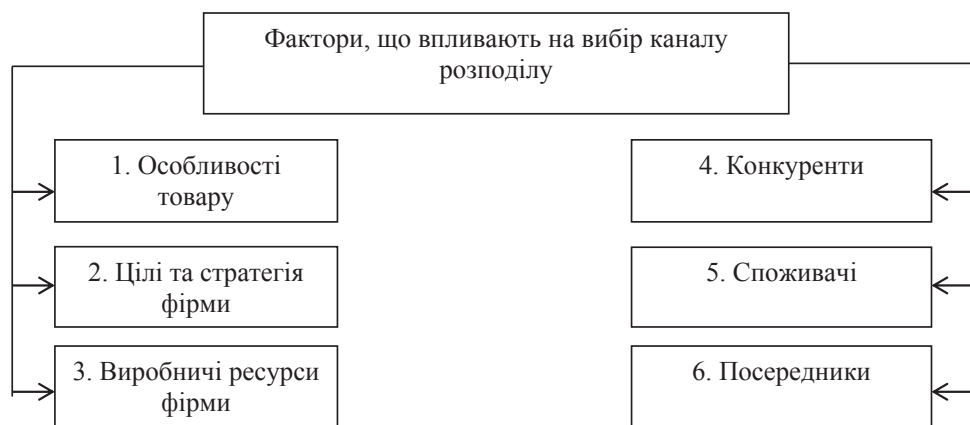 Фактори, що впливають на вибір каналу
розподілу
1. Особливості
товару
2. Цілі та стратегія
фірми
3. Виробничі ресурси
фірми
4. Конкуренти
5. Споживачі
6. Посередники